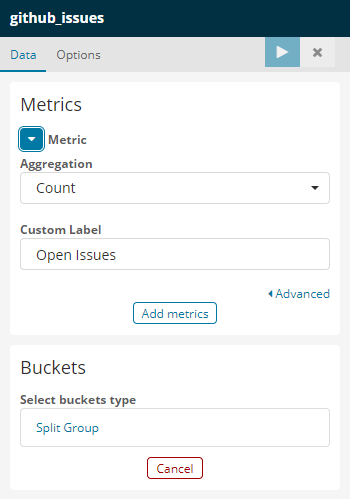 github_issues
Data Options
Metrics
Metric
Aggregation
Count
Custom Label
Open Issues
Advanced
Add metrics
Buckets
Select buckets type
Split Group
Cancel